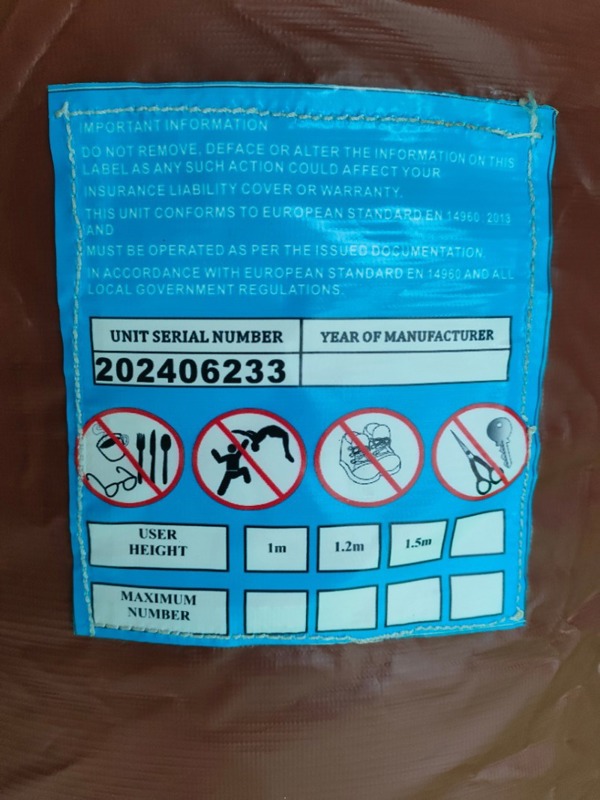 IMPORTANT INFORMATION
DO NOT REMOVE, DEFACE OR ALTER THE INFORMATION ON THIS
LABEL AS ANY SUCH ACTION COULD AFFECT YOUR
INSURANCE LIABILITY COVER OR WARRANTY.
THIS UNIT CONFORMS TO EUROPEAN STANDARD EN 14960 2013
AND
MUST BE OPERATED AS PER THE ISSUED DOCUMENTATION.
IN ACCORDANCE WITH EUROPEAN STANDARD EN 14960 AND ALL
LOCAL GOVERNMENT REGULATIONS.
UNIT SERIAL NUMBER YEAR OF MANUFACTURER
202406233
USER HEIGHT 1m 1.2m 1.5m
MAXIMUM NUMBER